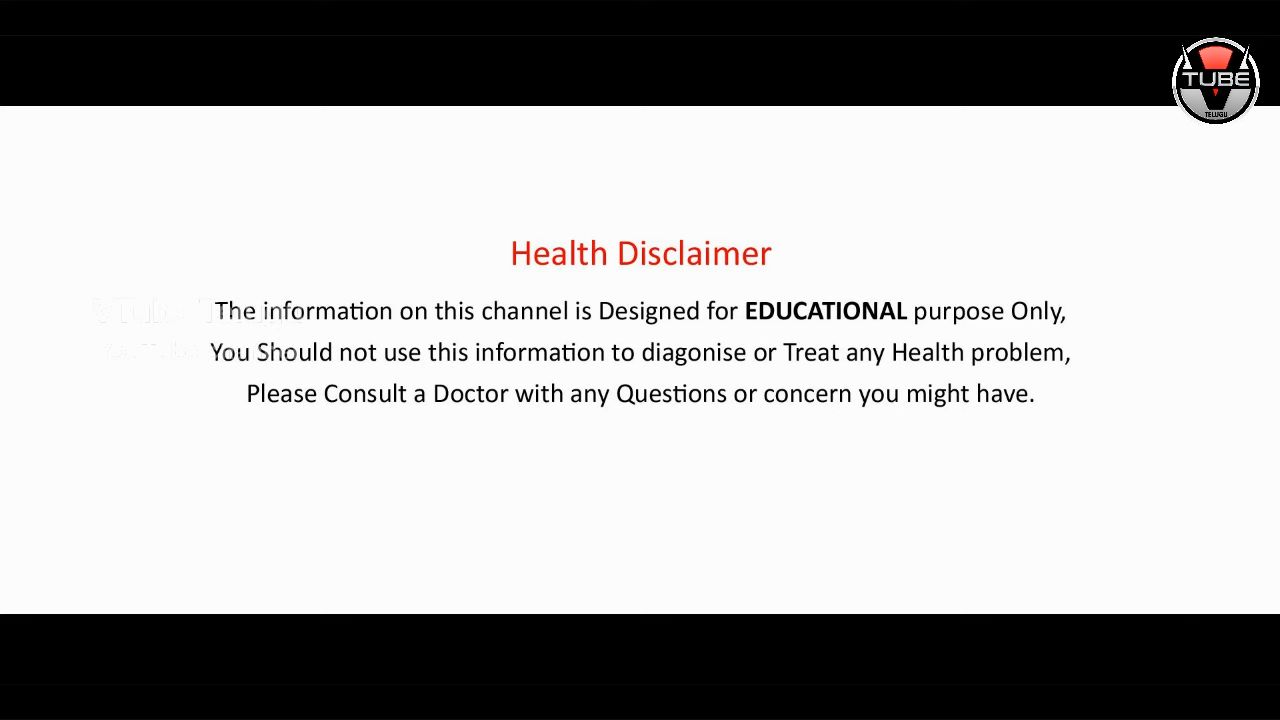 TUBE
TELUGU
Health Disclaimer
The information on this channel is Designed for EDUCATIONAL purpose Only,
You Should not use this information to diagonise or Treat any Health problem,
Please Consult a Doctor with any Questions or concern you might have.